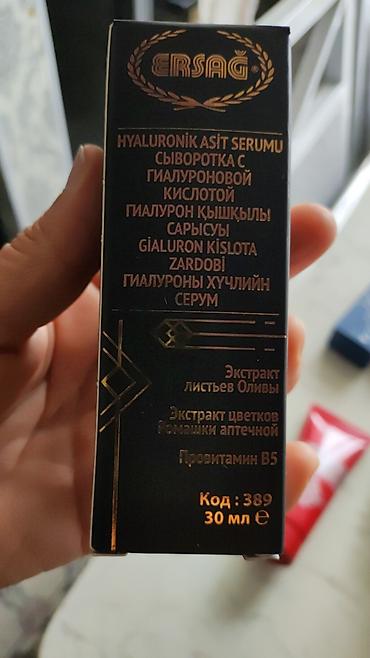 ERSAĞ ®
HYALURONİK ASİT SERUMU
СЫВОРОТКА С
ГИАЛУРОНОВОЙ
КИСЛОТОЙ
ГИАЛУРОН ҚЫШҚЫЛЫ
САРЫСУЫ
GİALURON KİSLOTA
ZARDOBİ
ГИАЛУРОНЫ ХҮЧЛИЙН
СЕРУМ
Экстракт
листьев Оливы
Экстракт цветков
Ромашки аптечной
Провитамин B5
Код : 389
30 мл ℮